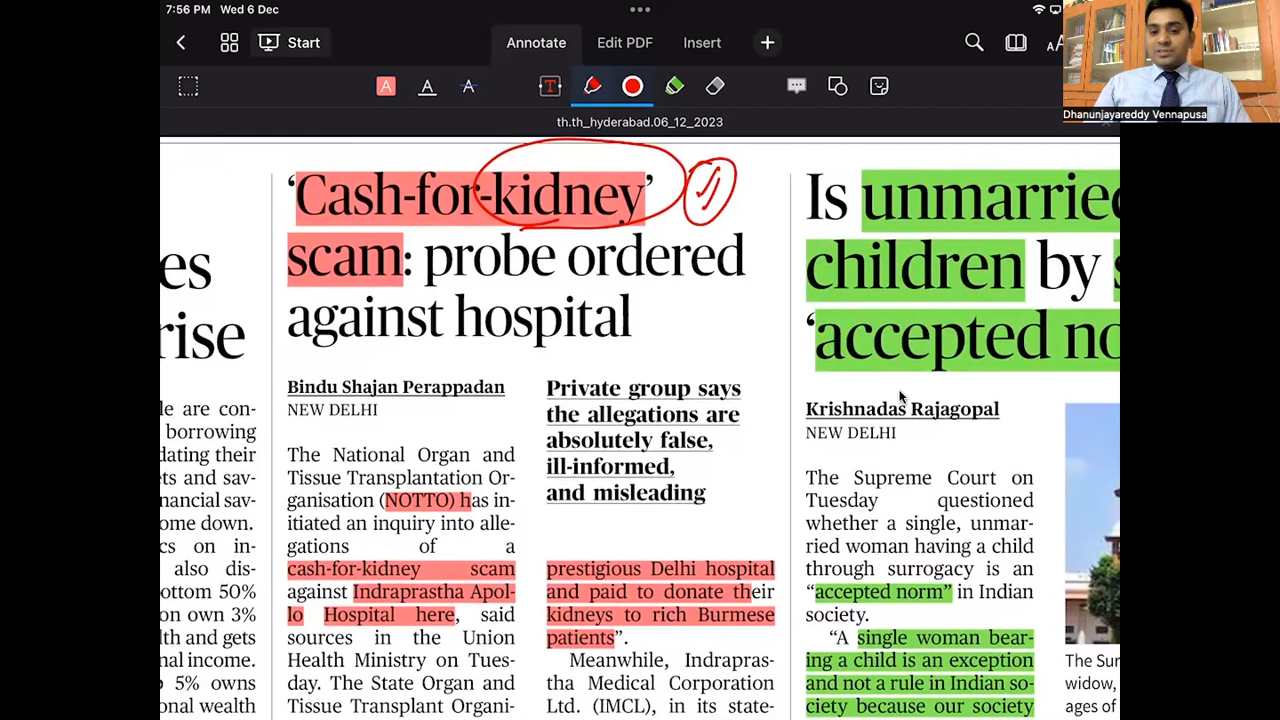 7:56 PM Wed 6 Dec
Start
Annotate
Edit PDF
Insert
Dhanunjayareddy Vennapusa
th.th_hyderabad.06_12_2023
es
rise
le are con-
borrowing
dating their
ets and sav-
nancial sav-
ome down.
cs on in-
also dis-
ottom 50%
on own 3%
lth and gets
nal income.
5% owns
onal wealth
‘Cash-for-kidney’
scam: probe ordered
against hospital
Bindu Shajan Perappadan
NEW DELHI
The National Organ and
Tissue Transplantation Or-
ganisation (NOTTO) has in-
itiated an inquiry into alle-
gations of a
cash-for-kidney scam
against Indraprastha Apol-
lo Hospital here, said
sources in the Union
Health Ministry on Tues-
day. The State Organ and
Tissue Transplant Organi-
Private group says
the allegations are
absolutely false,
ill-informed,
and misleading
prestigious Delhi hospital
and paid to donate their
kidneys to rich Burmese
patients”.
Meanwhile, Indrapras-
tha Medical Corporation
Ltd. (IMCL), in its state-
Is unmarried
children by s
‘accepted no
Krishnadas Rajagopal
NEW DELHI
The Supreme Court on
Tuesday questioned
whether a single, unmar-
ried woman having a child
through surrogacy is an
“accepted norm” in Indian
society.
“A single woman bear-
ing a child is an exception
and not a rule in Indian so-
ciety because our society
The Sur
widow,
ages of